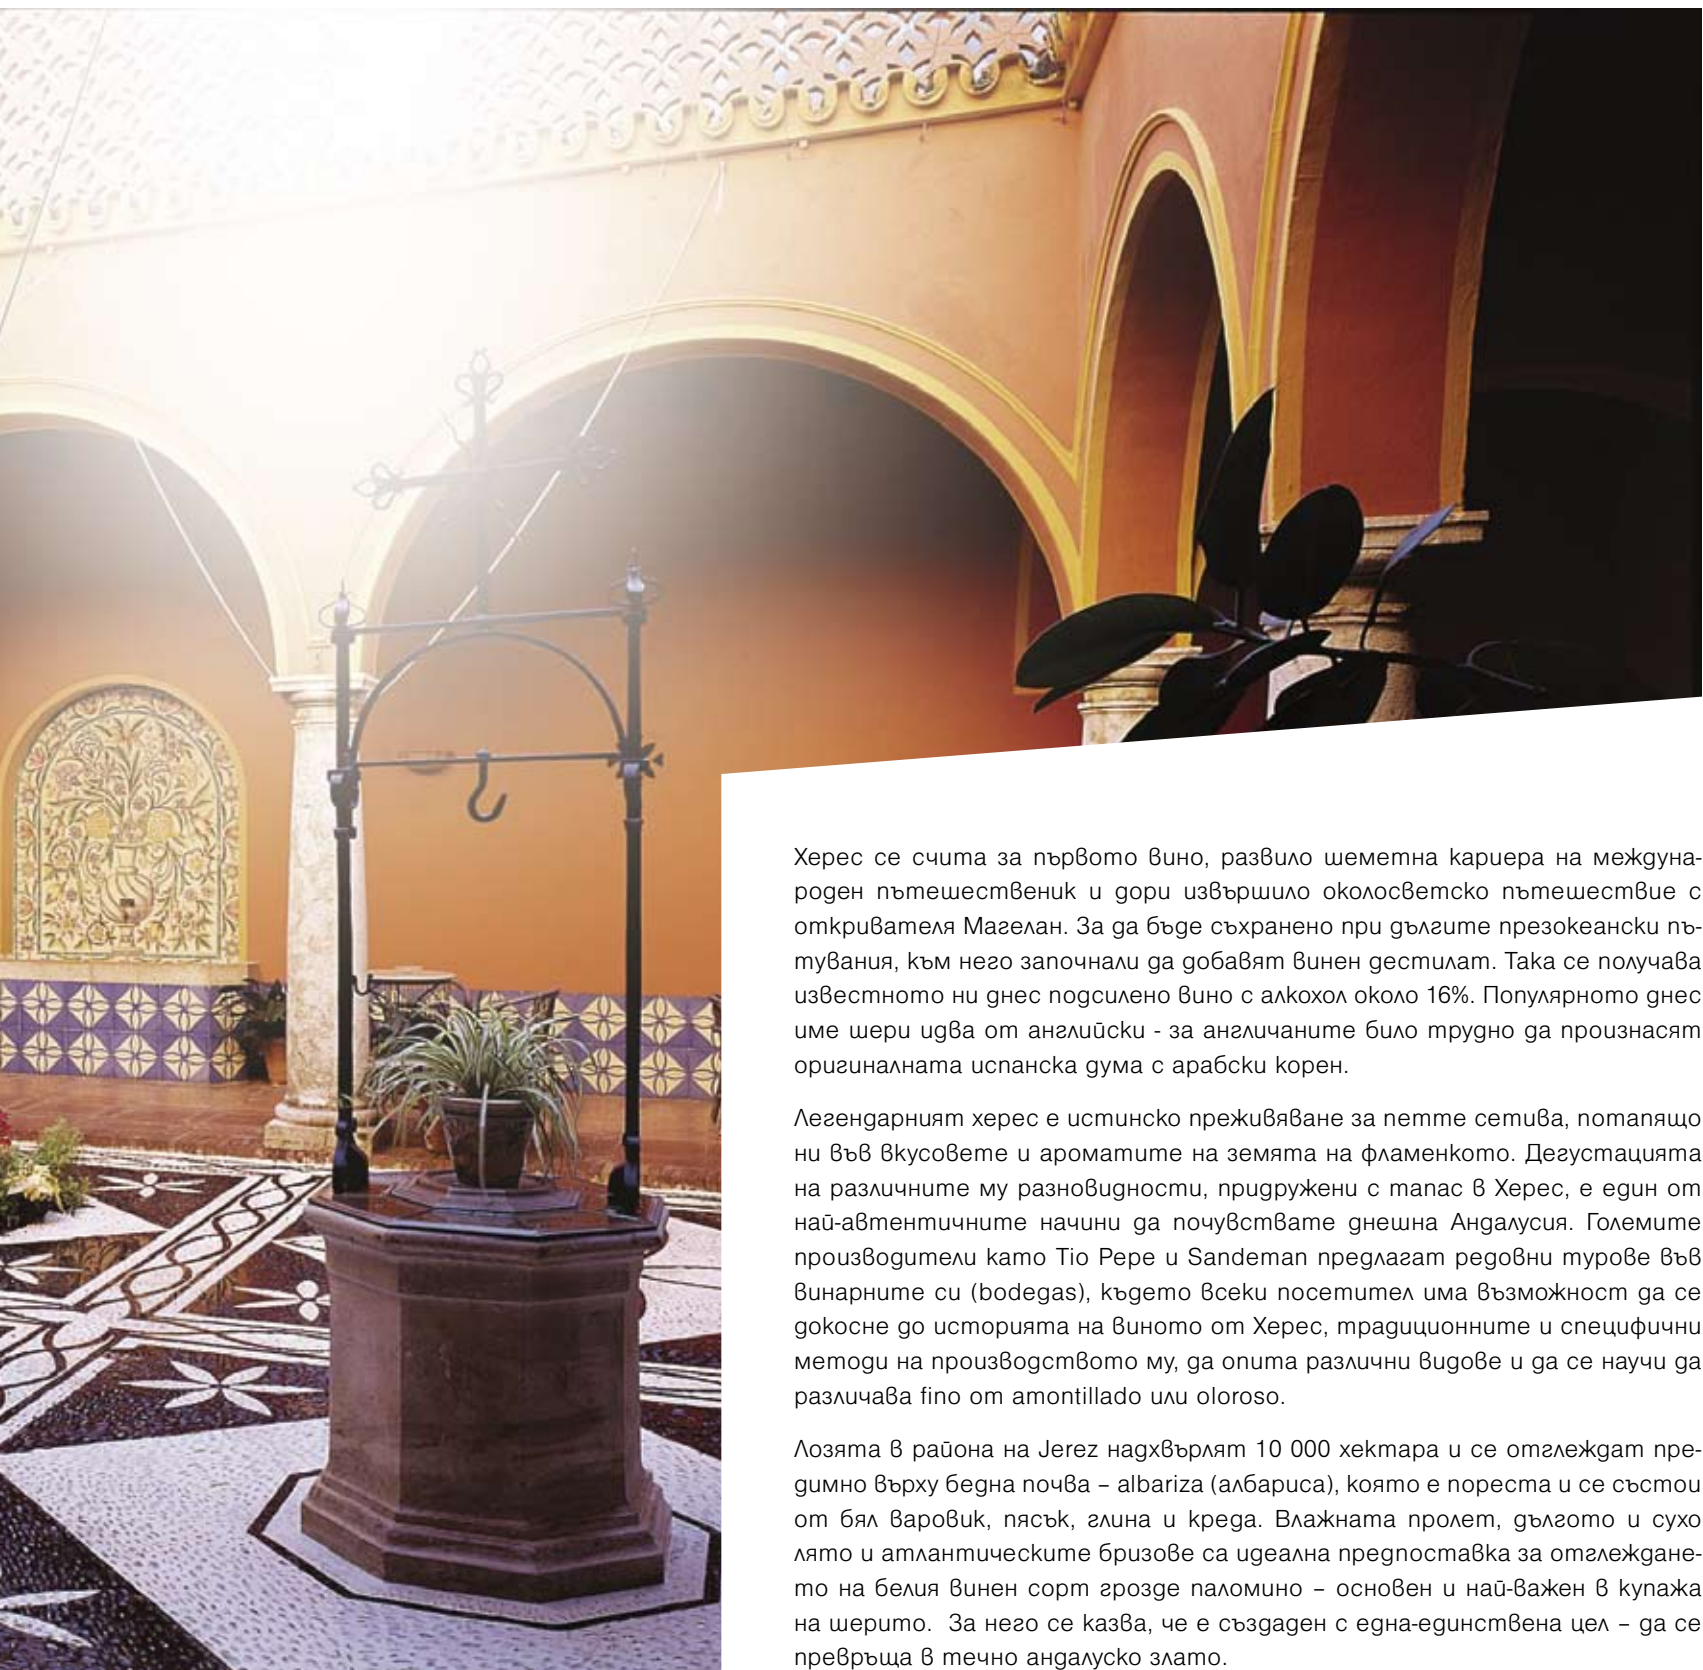 Херес се счита за първото вино, развило шеметна кариера на междуна-
роден пътешественик и дори извършило околосветско пътешествие с
откривателя Магелан. За да бъде съхранено при дългите презокеански пъ-
тувания, към него започнали да добавят винен дестилат. Така се получава
известното ни днес подсилено вино с алкохол около 16%. Популярното днес
име шери идва от английски - за англичаните било трудно да произнасят
оригиналната испанска дума с арабски корен.
Легендарният херес е истинско преживяване за петте сетива, потапящо
ни във вкусовете и ароматите на земята на фламенкото. Дегустацията
на различните му разновидности, придружени с тапас в Херес, е един от
най-автентичните начини да почувствате днешна Андалусия. Големите
производители като Tio Pepe и Sandeman предлагат редовни турове във
винарните си (bodegas), където всеки посетител има възможност да се
докосне до историята на виното от Херес, традиционните и специфични
методи на производството му, да опита различни видове и да се научи да
различава fino от amontillado или oloroso.
Лозята в района на Jerez надхвърлят 10 000 хектара и се отглеждат пре-
димно върху бедна почва – albariza (албариса), която е пореста и се състои
от бял варовик, пясък, глина и креда. Влажната пролет, дългото и сухо
лято и атлантическите бризове са идеална предпоставка за отглеждане-
то на белия винен сорт грозде паломино – основен и най-важен в купажа
на шерито. За него се казва, че е създаден с една-единствена цел – да се
превръща в течно андалуско злато.